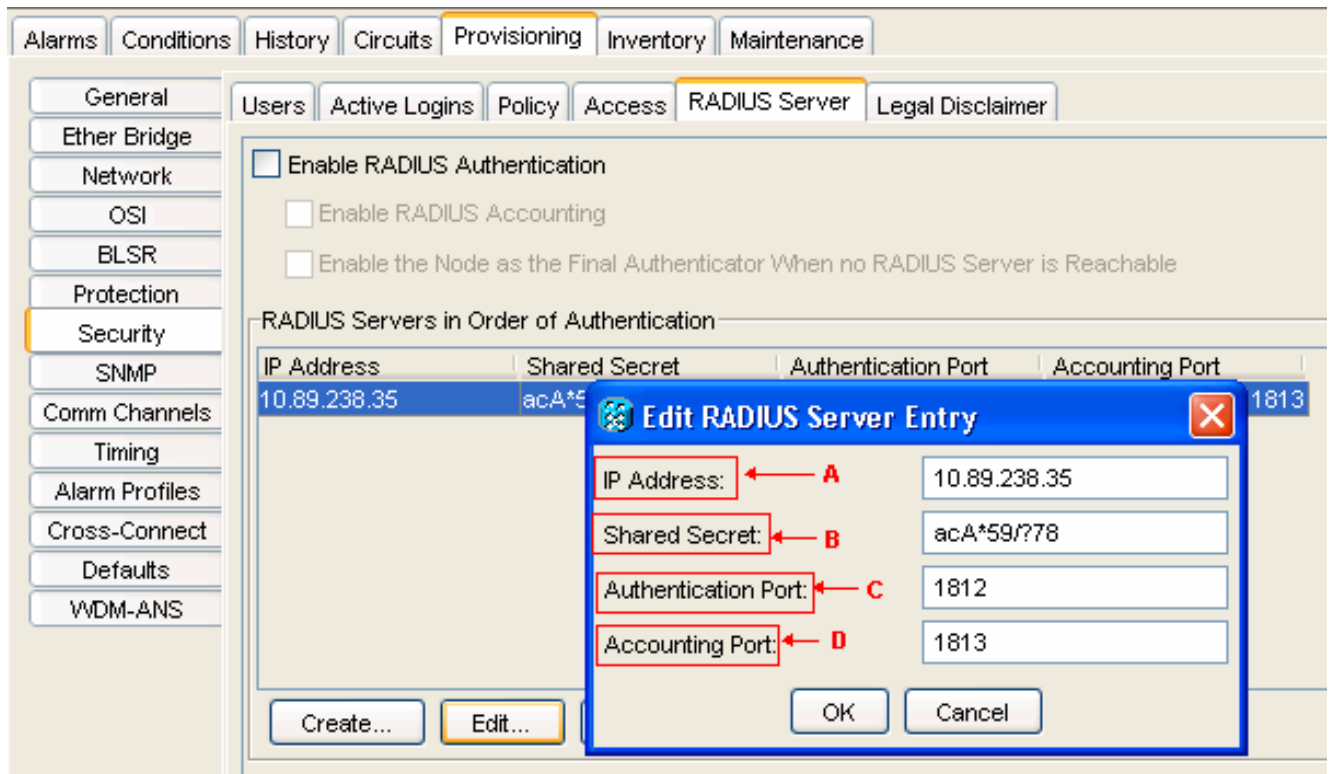 Alarms Conditions History Circuits Provisioning Inventory Maintenance
General
Ether Bridge
Network
OSI
BLSR
Protection
Security
SNMP
Comm Channels
Timing
Alarm Profiles
Cross-Connect
Defaults
WDM-ANS
Users Active Logins Policy Access RADIUS Server Legal Disclaimer
Enable RADIUS Authentication
Enable RADIUS Accounting
Enable the Node as the Final Authenticator When no RADIUS Server is Reachable
RADIUS Servers in Order of Authentication
IP Address Shared Secret Authentication Port Accounting Port
10.89.238.35 acA*5 1813
Edit RADIUS Server Entry
IP Address: A 10.89.238.35
Shared Secret: B acA*59/?78
Authentication Port: C 1812
Accounting Port: D 1813
OK Cancel
Create... Edit...